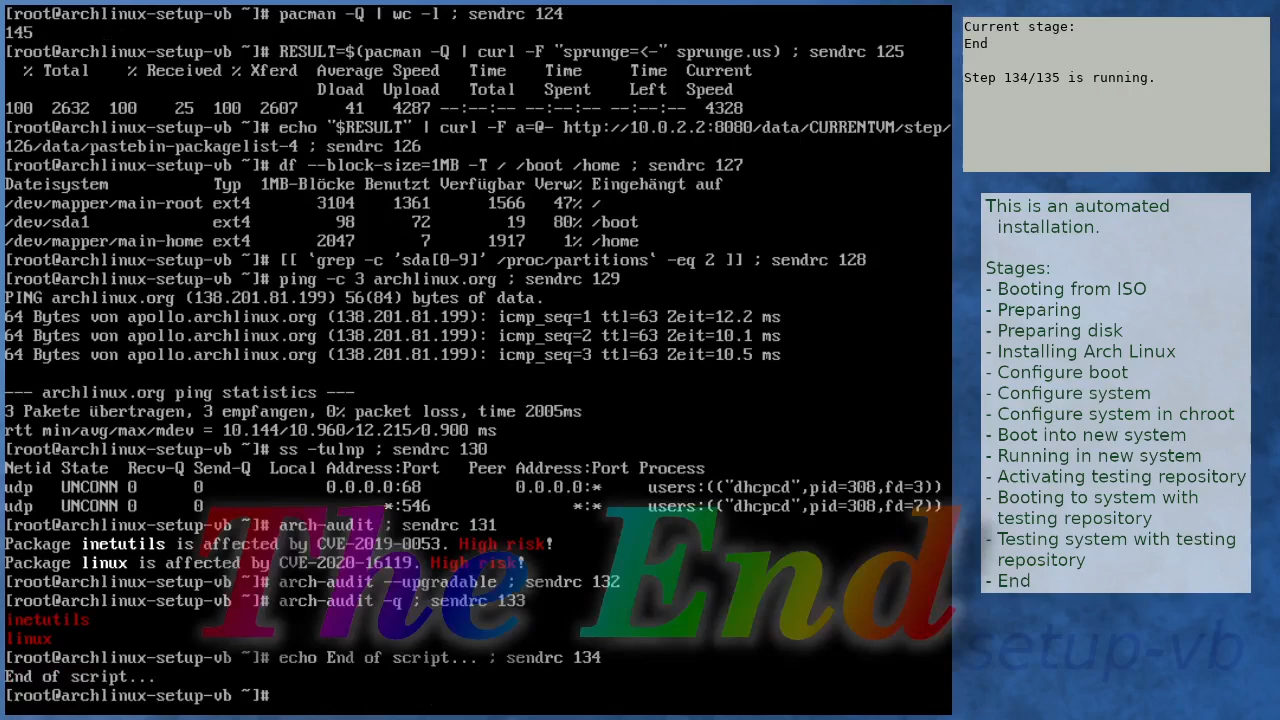 [root@archlinux-setup-vb ~]# pacman -Q | wc -l ; sendrc 124
145
[root@archlinux-setup-vb ~]# RESULT=$(pacman -Q | curl -F "sprunge=<-" sprunge.us) ; sendrc 125
% Total % Received % Xferd Average Speed Time Time Time Current
Dload Upload Total Spent Left Speed
100 2632 100 25 100 2607 41 4287 --:--:-- --:--:-- --:--:-- 4328
[root@archlinux-setup-vb ~]# echo "$RESULT" | curl -F a=@- http://10.0.2.2:8080/data/CURRENTVM/step/
126/data/pastebin-packagelist-4 ; sendrc 126
[root@archlinux-setup-vb ~]# df --block-size=1MB -T / /boot /home ; sendrc 127
Dateisystem Typ 1MB-Blöcke Benutzt Verfügbar Verw% Eingehängt auf
/dev/mapper/main-root ext4 3104 1361 1566 47% /
/dev/sda1 ext4 98 72 19 80% /boot
/dev/mapper/main-home ext4 2047 7 1917 1% /home
[root@archlinux-setup-vb ~]# [[ `grep -c 'sda[0-9]' /proc/partitions` -eq 2 ]] ; sendrc 128
[root@archlinux-setup-vb ~]# ping -c 3 archlinux.org ; sendrc 129
PING archlinux.org (138.201.81.199) 56(84) bytes of data.
64 Bytes von apollo.archlinux.org (138.201.81.199): icmp_seq=1 ttl=63 Zeit=12.2 ms
64 Bytes von apollo.archlinux.org (138.201.81.199): icmp_seq=2 ttl=63 Zeit=10.1 ms
64 Bytes von apollo.archlinux.org (138.201.81.199): icmp_seq=3 ttl=63 Zeit=10.5 ms
--- archlinux.org ping statistics ---
3 Pakete übertragen, 3 empfangen, 0% packet loss, time 2005ms
rtt min/avg/max/mdev = 10.144/10.960/12.215/0.900 ms
[root@archlinux-setup-vb ~]# ss -tulnp ; sendrc 130
Netid State Recv-Q Send-Q Local Address:Port Peer Address:Port Process
udp UNCONN 0 0 0.0.0.0:68 0.0.0.0:* users:(("dhcpcd",pid=308,fd=3))
udp UNCONN 0 0 *:546 *:* users:(("dhcpcd",pid=308,fd=7))
[root@archlinux-setup-vb ~]# arch-audit ; sendrc 131
Package inetutils is affected by CVE-2019-0053. High risk!
Package linux is affected by CVE-2020-16119. High risk!
[root@archlinux-setup-vb ~]# arch-audit --upgradable ; sendrc 132
[root@archlinux-setup-vb ~]# arch-audit -q ; sendrc 133
inetutils
linux
[root@archlinux-setup-vb ~]# echo End of script... ; sendrc 134
End of script...
[root@archlinux-setup-vb ~]#
The End
Current stage:
End
Step 134/135 is running.
This is an automated
installation.
Stages:
- Booting from ISO
- Preparing
- Preparing disk
- Installing Arch Linux
- Configure boot
- Configure system
- Configure system in chroot
- Boot into new system
- Running in new system
- Activating testing repository
- Booting to system with
testing repository
- Testing system with testing
repository
- End
setup-vb